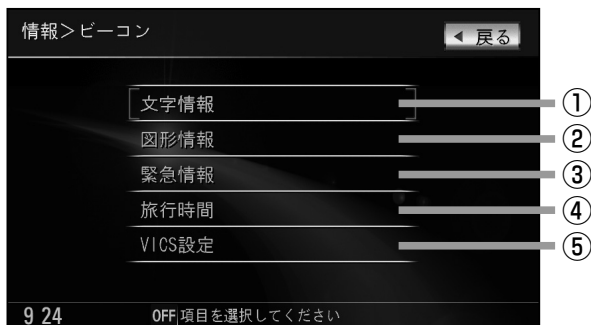 情報>ビーコン
◀ 戻る
文字情報 ①
図形情報 ②
緊急情報 ③
旅行時間 ④
VICS設定 ⑤
9 24 OFF 項目を選択してください